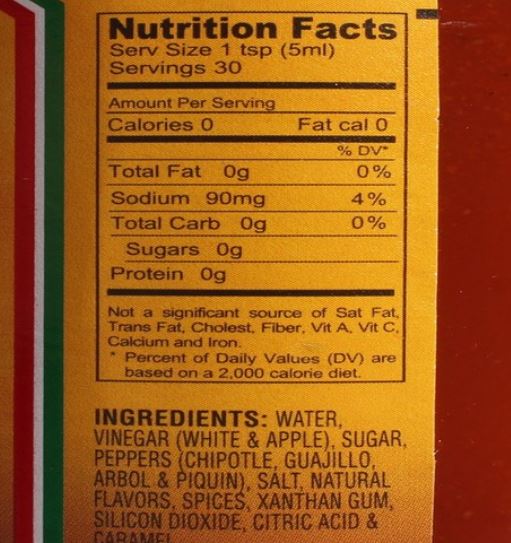 Nutrition Facts
Serv Size 1 tsp (5ml)
Servings 30
Amount Per Serving
Calories 0 Fat cal 0
% DV*
Total Fat 0g 0%
Sodium 90mg 4%
Total Carb 0g 0%
Sugars 0g
Protein 0g
Not a significant source of Sat Fat,
Trans Fat, Cholest, Fiber, Vit A, Vit C,
Calcium and Iron.
* Percent of Daily Values (DV) are
based on a 2,000 calorie diet.
INGREDIENTS: WATER,
VINEGAR (WHITE & APPLE), SUGAR,
PEPPERS (CHIPOTLE, GUAJILLO,
ARBOL & PIQUIN), SALT, NATURAL
FLAVORS, SPICES, XANTHAN GUM,
SILICON DIOXIDE, CITRIC ACID &
CARAMEL